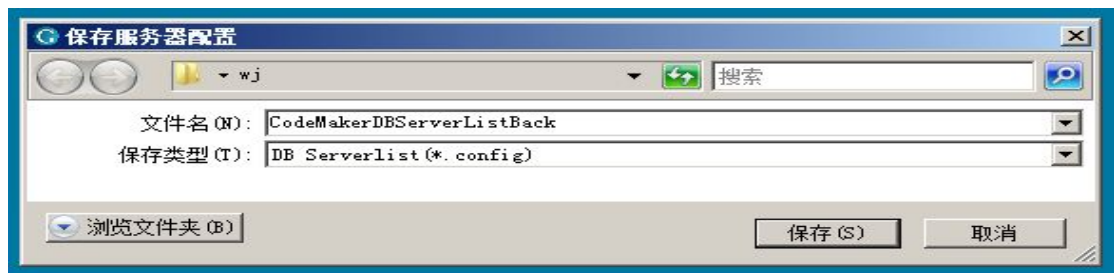 保存服务器配置
wj
搜索
文件名(N): CodeMakerDBServerListBack
保存类型(T): DB Serverlist(*.config)
浏览文件夹(B)
保存(S)
取消